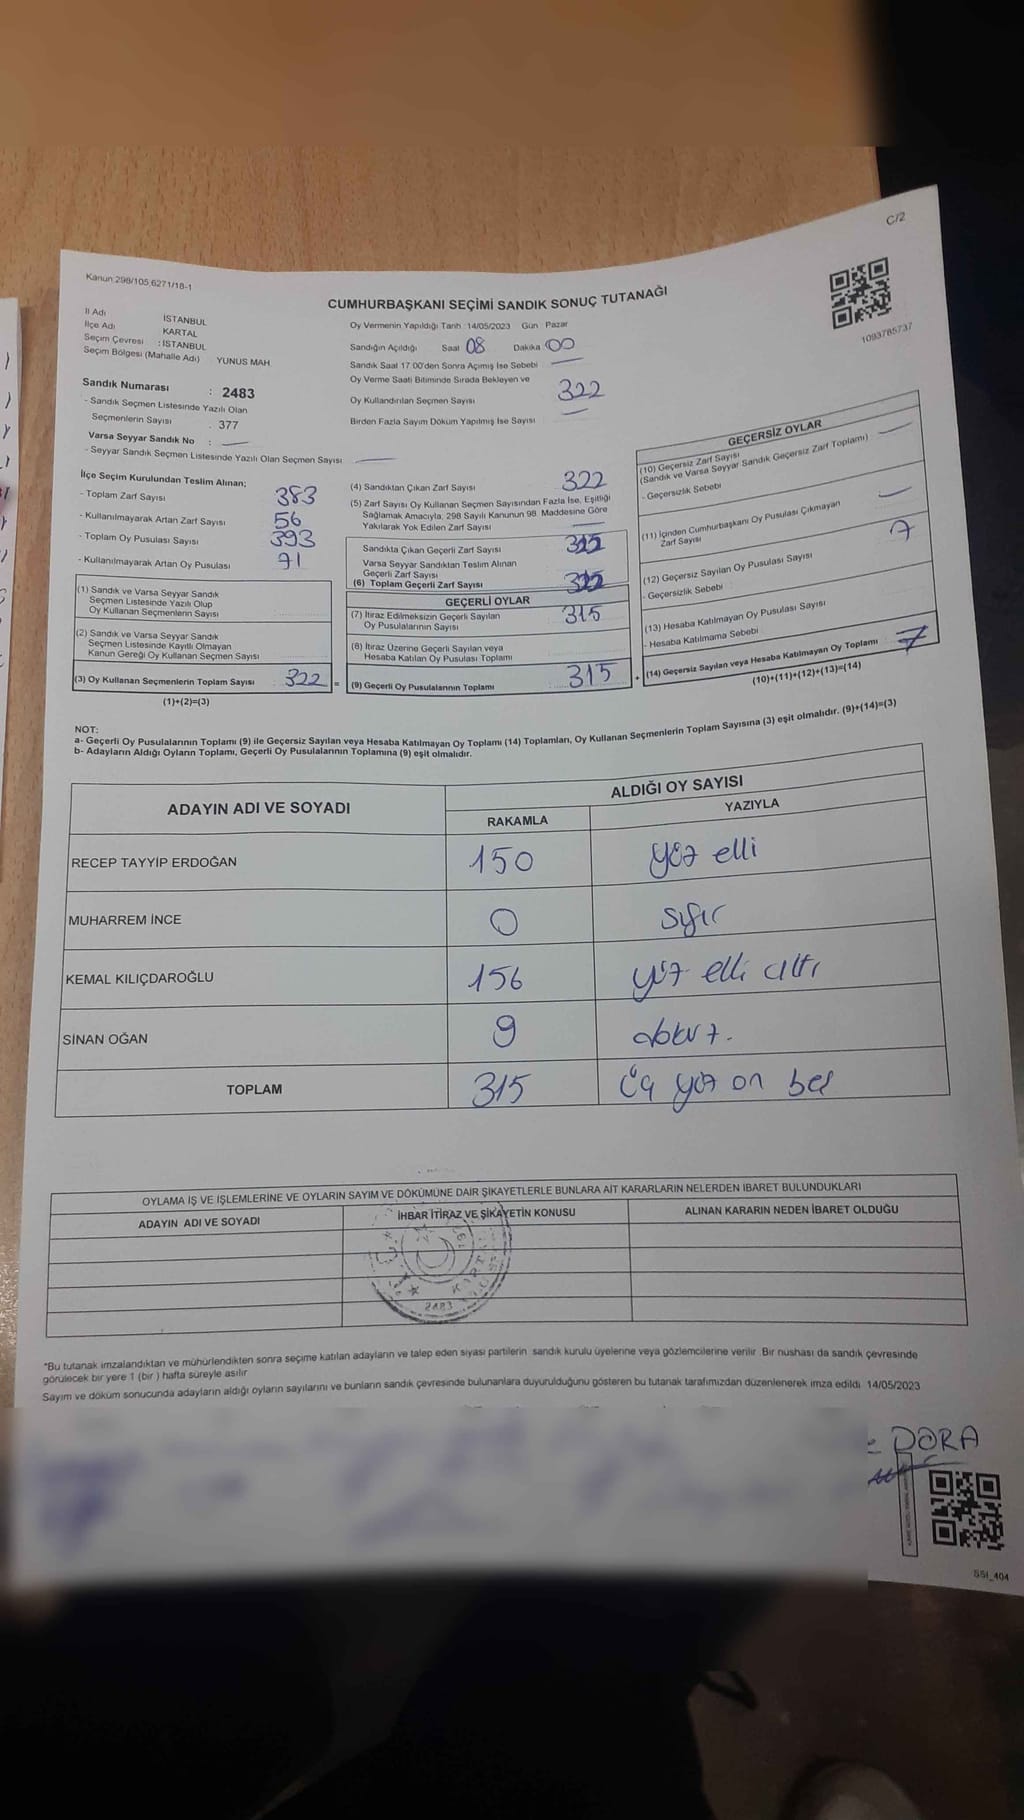 C/2
Kanun:298/105,6271/18-1
CUMHURBAŞKANI SEÇİMİ SANDIK SONUÇ TUTANAĞI
1093785737
İl Adı İSTANBUL
İlçe Adı KARTAL
Seçim Çevresi : İSTANBUL
Seçim Bölgesi (Mahalle Adı) YUNUS MAH
Sandık Numarası : 2483
- Sandık Seçmen Listesinde Yazılı Olan
Seçmenlerin Sayısı : 377
Varsa Seyyar Sandık No :
- Seyyar Sandık Seçmen Listesinde Yazılı Olan Seçmen Sayısı
Oy Vermenin Yapıldığı Tarih : 14/05/2023 Gün : Pazar
Sandığın Açıldığı Saat 08 Dakika 00
Sandık Saat 17:00'den Sonra Açımış İse Sebebi
Oy Verme Saati Bitiminde Sırada Bekleyen ve
Oy Kullandırılan Seçmen Sayısı 322
Birden Fazla Sayım Döküm Yapılmış İse Sayısı
İlçe Seçim Kurulundan Teslim Alınan;
- Toplam Zarf Sayısı 383
- Kullanılmayarak Artan Zarf Sayısı 56
- Toplam Oy Pusulası Sayısı 393
- Kullanılmayarak Artan Oy Pusulası 71
(1) Sandık ve Varsa Seyyar Sandık
Seçmen Listesinde Yazılı Olup
Oy Kullanan Seçmenlerin Sayısı
(2) Sandık ve Varsa Seyyar Sandık
Seçmen Listesinde Kayıtlı Olmayan
Kanun Gereği Oy Kullanan Seçmen Sayısı
(3) Oy Kullanan Seçmenlerin Toplam Sayısı : 322 =
(1)+(2)=(3)
(4) Sandıktan Çıkan Zarf Sayısı 322
(5) Zarf Sayısı Oy Kullanan Seçmen Sayısından Fazla İse, Eşitliği
Sağlamak Amacıyla, 298 Sayılı Kanunun 98. Maddesine Göre
Yakılarak Yok Edilen Zarf Sayısı
Sandıkta Çıkan Geçerli Zarf Sayısı 315
Varsa Seyyar Sandıktan Teslim Alınan
Geçerli Zarf Sayısı
(6) Toplam Geçerli Zarf Sayısı 315
GEÇERLİ OYLAR
(7) İtiraz Edilmeksizin Geçerli Sayılan
Oy Pusulalarının Sayısı 315
(8) İtiraz Üzerine Geçerli Sayılan veya
Hesaba Katılan Oy Pusulası Toplamı
(9) Geçerli Oy Pusulalarının Toplamı 315 +
GEÇERSİZ OYLAR
(10) Geçersiz Zarf Sayısı
(Sandık ve Varsa Seyyar Sandık Geçersiz Zarf Toplamı)
- Geçersizlik Sebebi
(11) İçinden Cumhurbaşkanı Oy Pusulası Çıkmayan
Zarf Sayısı
(12) Geçersiz Sayılan Oy Pusulası Sayısı 7
- Geçersizlik Sebebi
(13) Hesaba Katılmayan Oy Pusulası Sayısı
- Hesaba Katılmama Sebebi
(14) Geçersiz Sayılan veya Hesaba Katılmayan Oy Toplamı 7
(10)+(11)+(12)+(13)=(14)
NOT:
a- Geçerli Oy Pusulalarının Toplamı (9) ile Geçersiz Sayılan veya Hesaba Katılmayan Oy Toplamı (14) Toplamları, Oy Kullanan Seçmenlerin Toplam Sayısına (3) eşit olmalıdır. (9)+(14)=(3)
b- Adayların Aldığı Oyların Toplamı, Geçerli Oy Pusulalarının Toplamına (9) eşit olmalıdır.
ADAYIN ADI VE SOYADI ALDIĞI OY SAYISI
RAKAMLA YAZIYLA
RECEP TAYYİP ERDOĞAN 150 yüz elli
MUHARREM İNCE 0 sıfır
KEMAL KILIÇDAROĞLU 156 yüz elli altı
SİNAN OĞAN 9 dokuz.
TOPLAM 315 üç yüz on beş
OYLAMA İŞ VE İŞLEMLERİNE VE OYLARIN SAYIM VE DÖKÜMÜNE DAİR ŞİKAYETLERLE BUNLARA AİT KARARLARIN NELERDEN İBARET BULUNDUKLARI
ADAYIN ADI VE SOYADI İHBAR İTİRAZ VE ŞİKAYETİN KONUSU ALINAN KARARIN NEDEN İBARET OLDUĞU
2483
*Bu tutanak imzalandıktan ve mühürlendikten sonra seçime katılan adayların ve talep eden siyasi partilerin sandık kurulu üyelerine veya gözlemcilerine verilir. Bir nushası da sandık çevresinde
görülecek bir yere 1 (bir ) hafta süreyle asılır
Sayım ve döküm sonucunda adayların aldığı oyların sayılarını ve bunların sandık çevresinde bulunanlara duyurulduğunu gösteren bu tutanak tarafımızdan düzenlenerek imza edildi. 14/05/2023
DORA
SSI_404